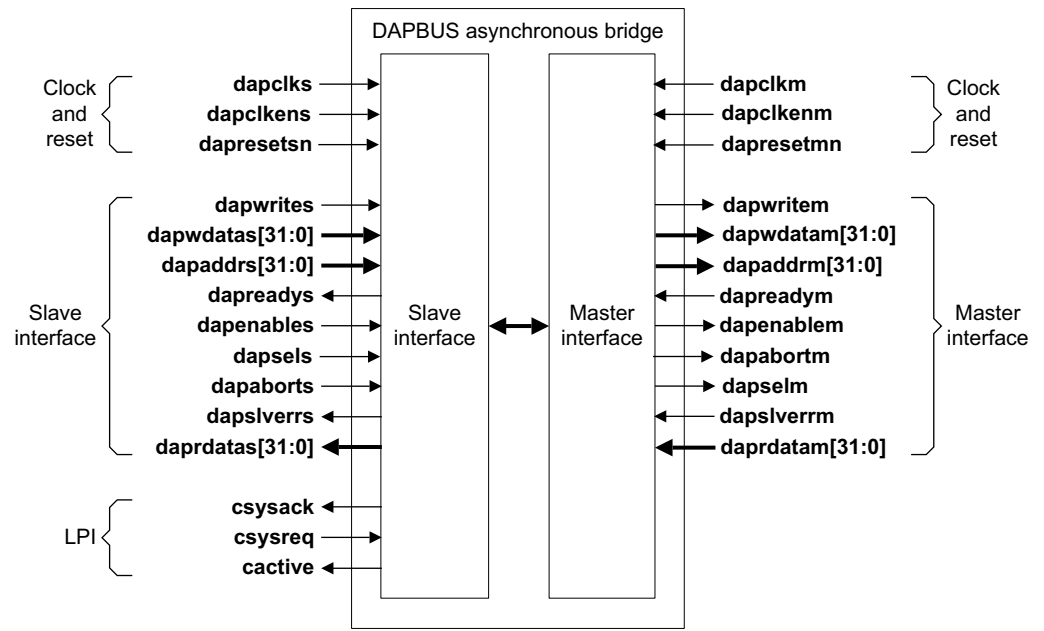 DAPBUS asynchronous bridge
Clock
and
reset
dapclks
dapclkens
dapresetsn
Slave
interface
dapwrites
dapwdatas[31:0]
dapaddrs[31:0]
dapreadys
dapenables
dapsels
dapaborts
dapslverrs
daprdatas[31:0]
LPI
csysack
csysreq
cactive
Slave
interface
Master
interface
dapclkm
dapclkenm
dapresetmn
Clock
and
reset
dapwritem
dapwdatam[31:0]
dapaddrm[31:0]
dapreadym
dapenablem
dapabortm
dapselm
dapslverrm
daprdatam[31:0]
Master
interface